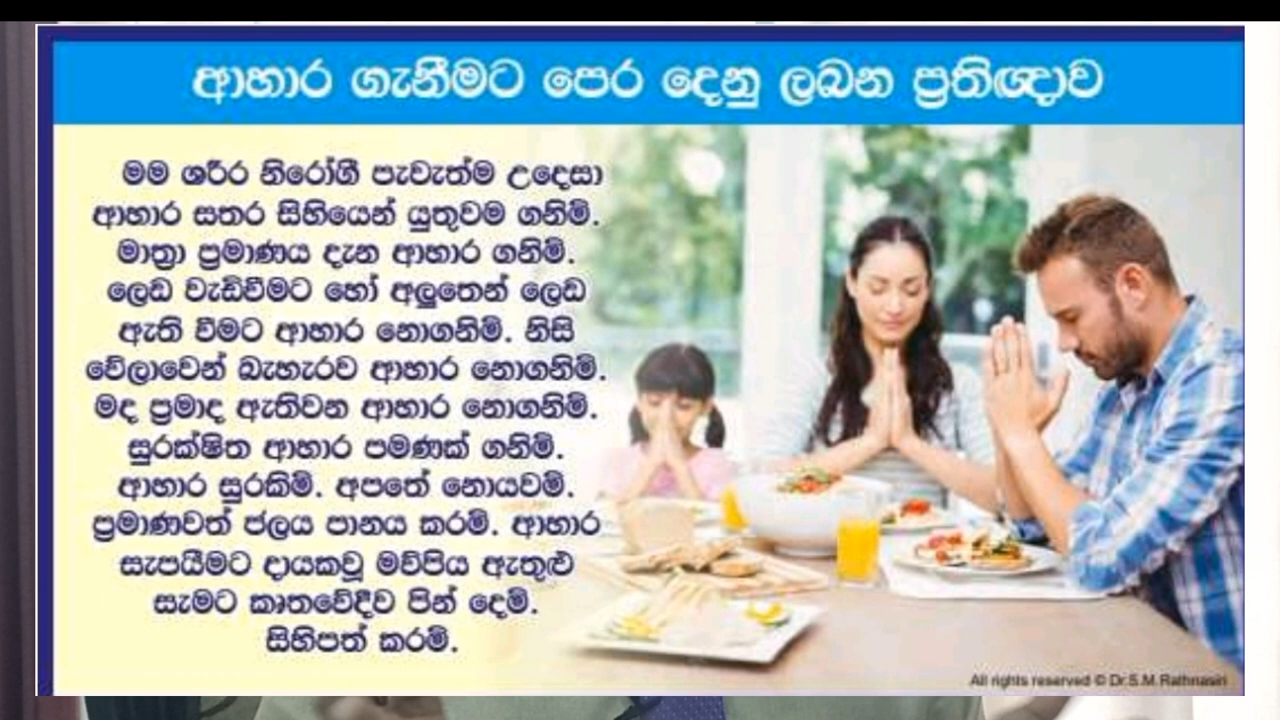 ආහාර ගැනීමට පෙර දෙනු ලබන ප්‍රතිඥාව
මම ශරීර නිරෝගී පැවැත්ම උදෙසා
ආහාර සතර සිහියෙන් යුතුවම ගනිමි.
මාත්‍රා ප්‍රමාණය දැන ආහාර ගනිමි.
ලෙඩ වැඩිවීමට හෝ අලුතෙන් ලෙඩ
ඇති වීමට ආහාර නොගනිමි. නිසි
වේලාවෙන් බැහැරව ආහාර නොගනිමි.
මද ප්‍රමාද ඇතිවන ආහාර නොගනිමි.
සුරක්ෂිත ආහාර පමණක් ගනිමි.
ආහාර සුරකිමි. අපතේ නොයවමි.
ප්‍රමාණවත් ජලය පානය කරමි. ආහාර
සැපයීමට දායකවූ මව්පිය ඇතුළු
සැමට කෘතවේදීව පින් දෙමි.
සිහිපත් කරමි.
All rights reserved © Dr.S.M.Rathnasiri